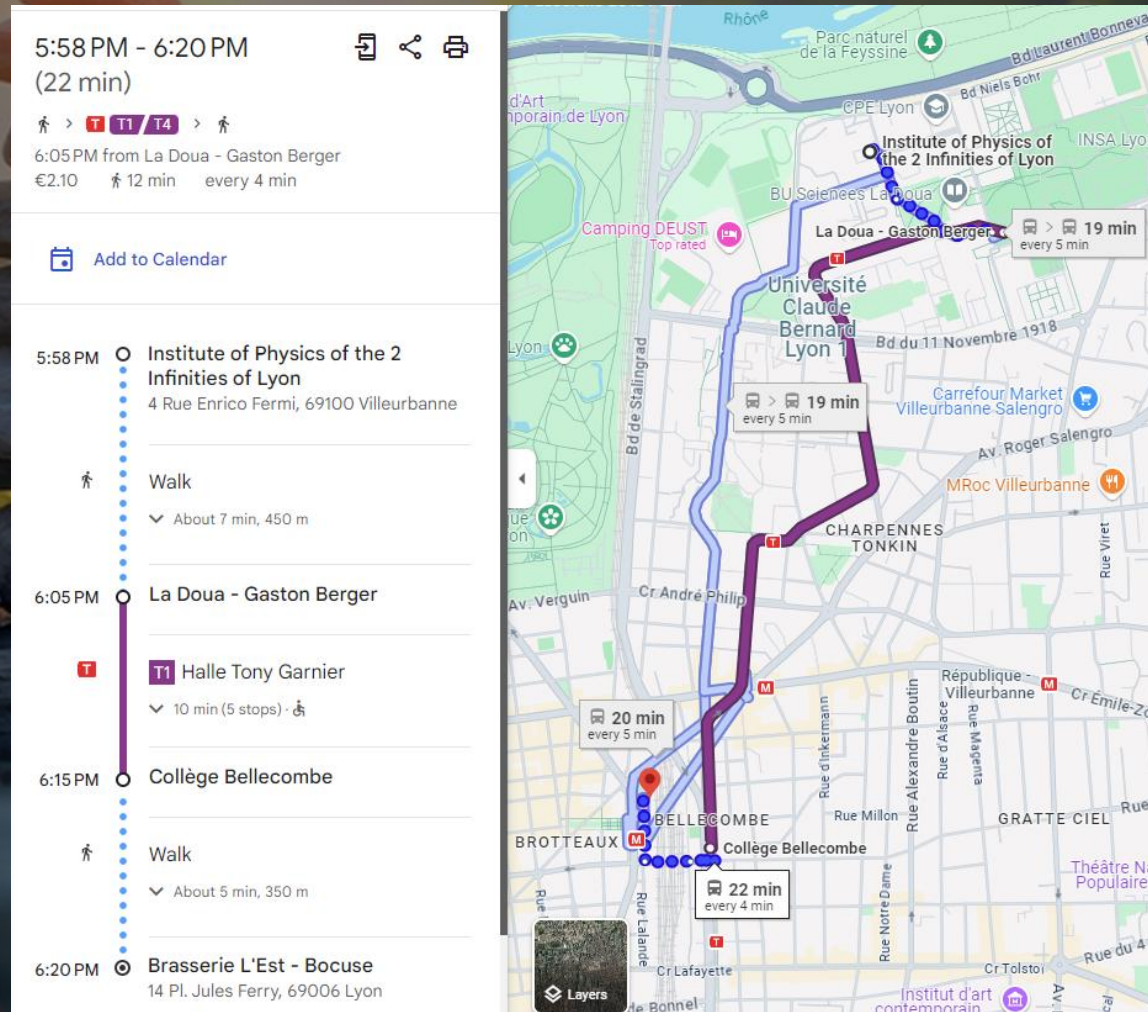 5:58 PM - 6:20 PM
(22 min)
T T1 / T4
6:05 PM from La Doua - Gaston Berger
€2.10 12 min every 4 min
Add to Calendar
5:58 PM Institute of Physics of the 2
Infinities of Lyon
4 Rue Enrico Fermi, 69100 Villeurbanne
Walk
About 7 min, 450 m
6:05 PM La Doua - Gaston Berger
T T1 Halle Tony Garnier
10 min (5 stops) ·
6:15 PM Collège Bellecombe
Walk
About 5 min, 350 m
6:20 PM Brasserie L'Est - Bocuse
14 Pl. Jules Ferry, 69006 Lyon
Rhône
Parc naturel
de la Feyssine
Bd Laurent Bonneva
Bd Niels Bohr
d'Art
mporain de Lyon
CPE Lyon
Institute of Physics of
the 2 Infinities of Lyon
INSA Lyo
BU Sciences La Doua
Camping DEUST
Top rated
La Doua - Gaston Berger
> 19 min
every 5 min
T
Université
Claude
Bernard
Lyon 1
Lyon
Bd du 11 Novembre 1918
Bd de Stalingrad
> 19 min
every 5 min
Carrefour Market
Villeurbanne Salengro
Av. Roger Salengro
MRoc Villeurbanne
CHARPENNES
TONKIN
T
Rue Viret
Av. Verguin
Cr André Philip
République -
Villeurbanne
M
M
Cr Émile-Zo
20 min
every 5 min
Rue d'Inkermann
Rue Alexandre Boutin
Rue d'Alsace
Rue Magenta
BELLECOMBE
Rue Millon
GRATTE CIEL
Rue
BROTTEAUX
M
Collège Bellecombe
22 min
every 4 min
Théâtre Na
Populaire
Rue Lalande
Rue Notre Dame
T
Cr Lafayette
Cr Tolstoï
Rue du 4
Institut d'art
contemporain
de Bonnel
Av.
Layers